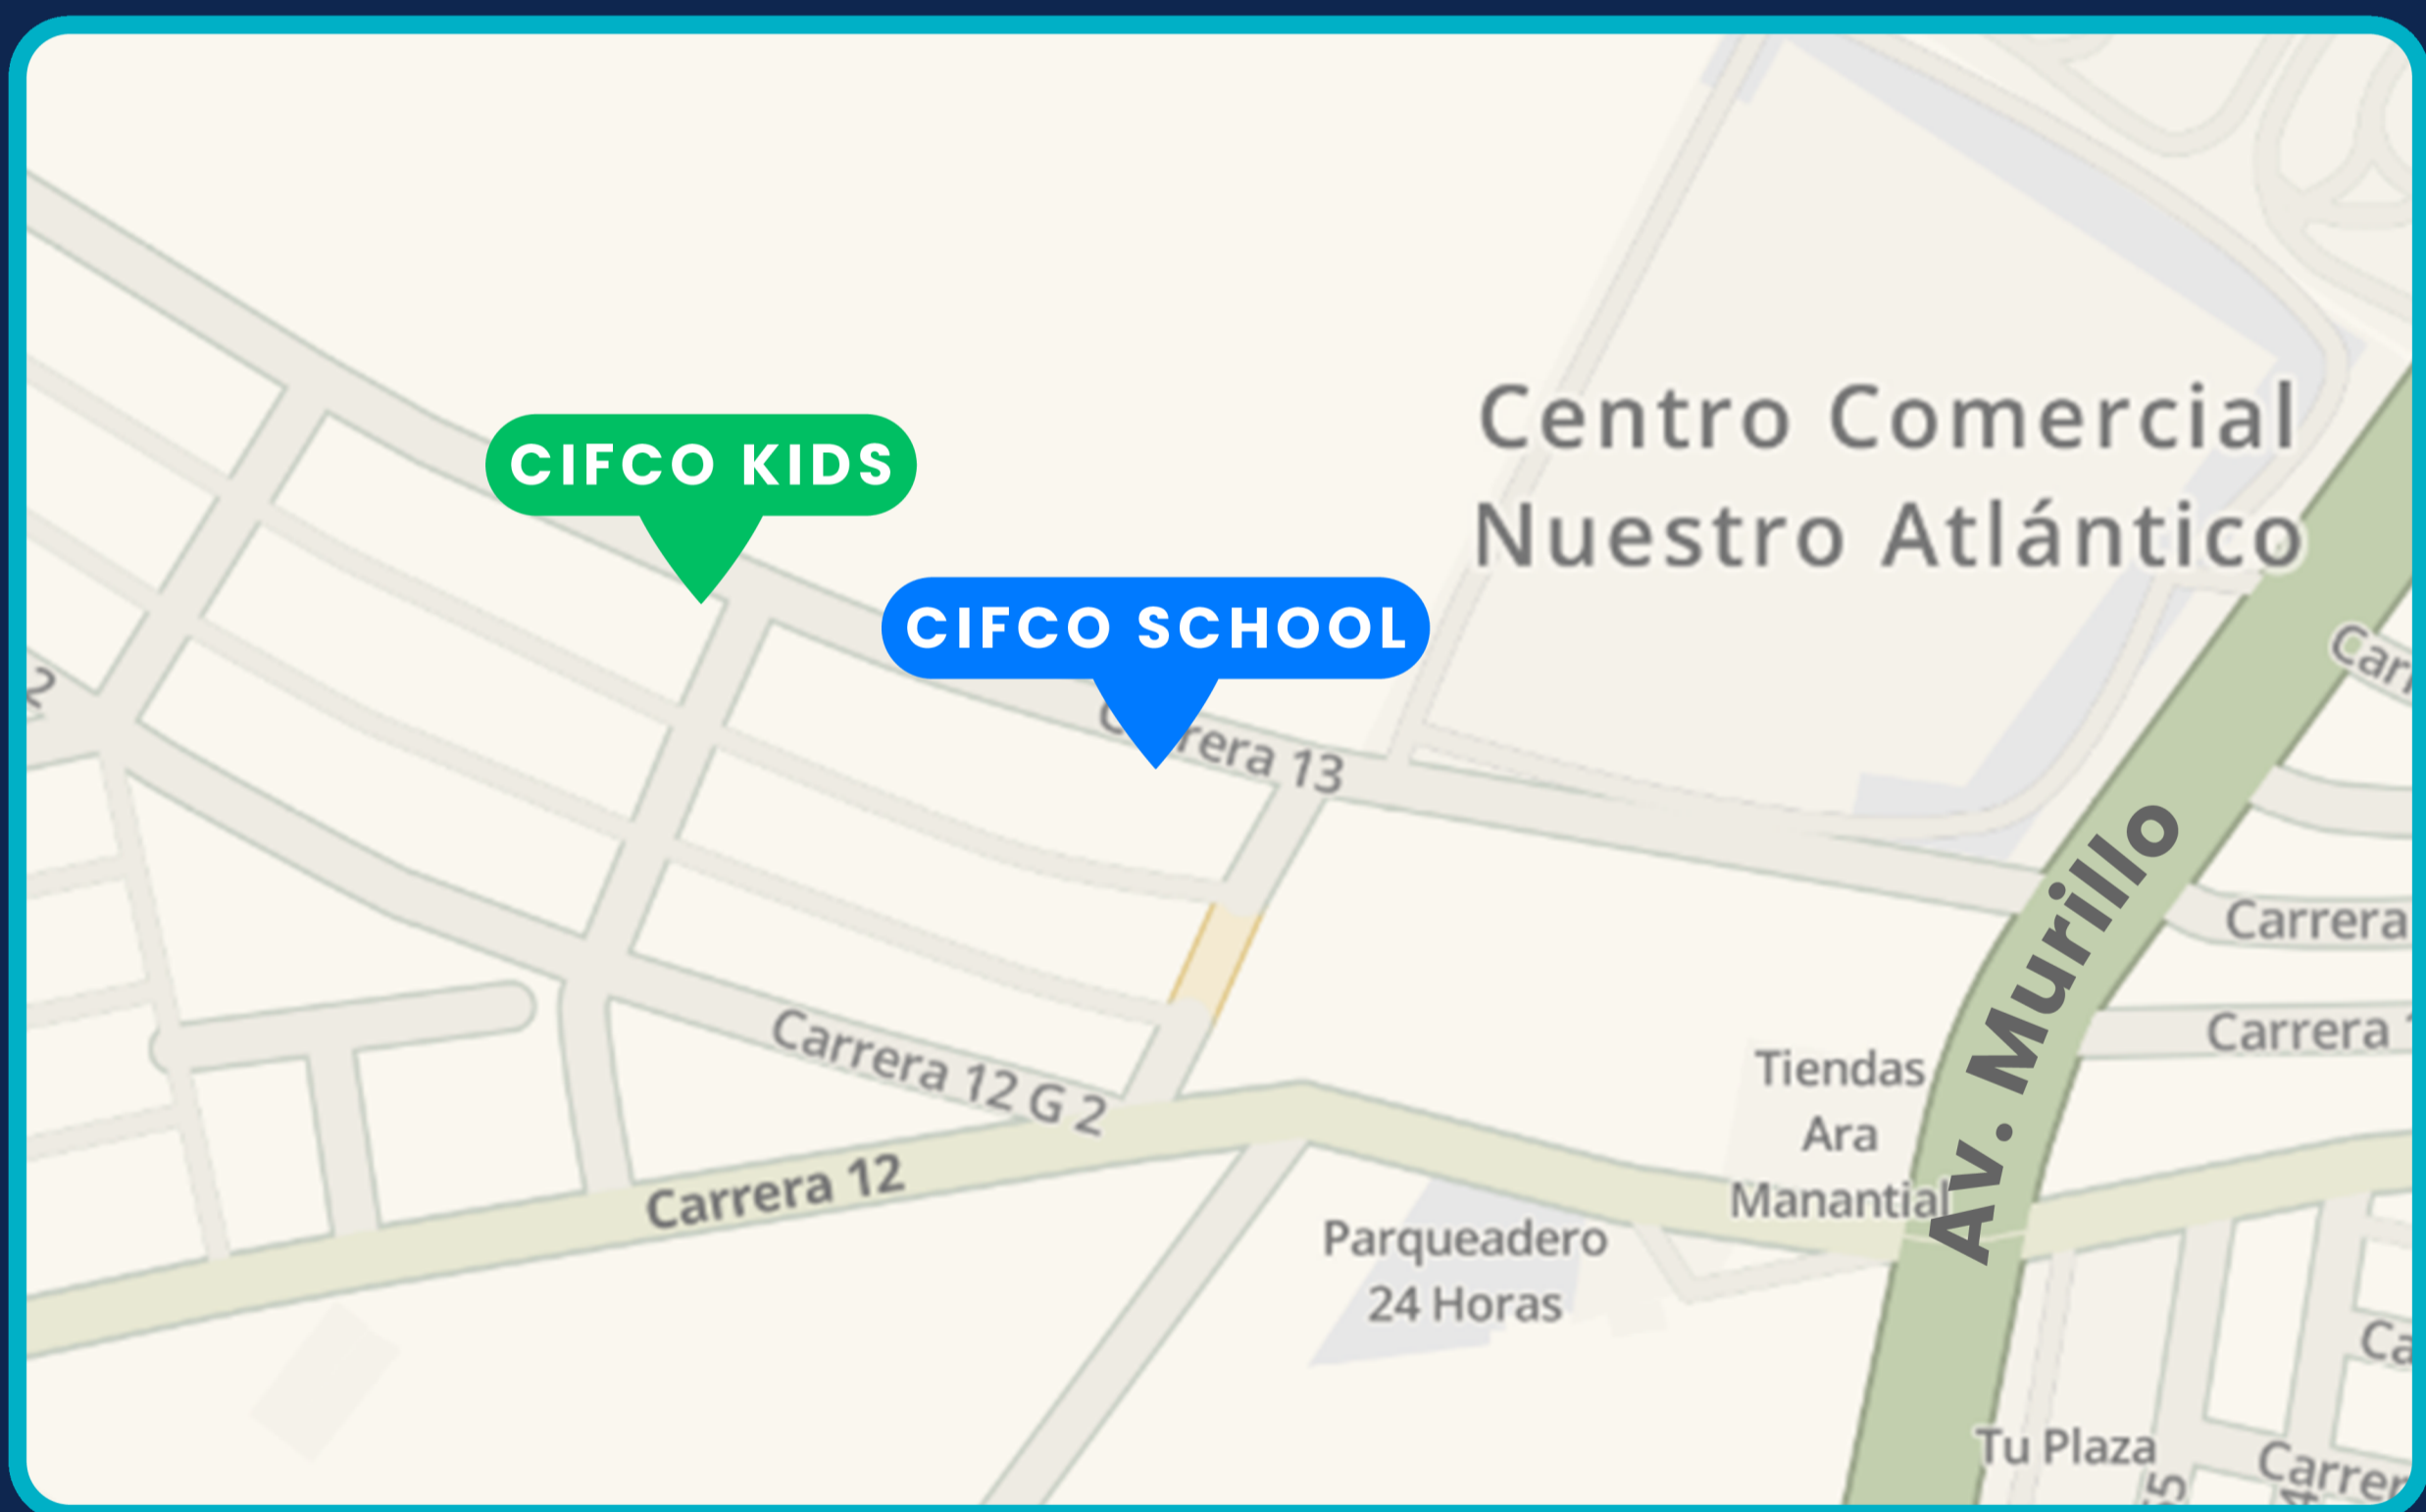 CIFCO KIDS
Centro Comercial
Nuestro Atlántico
CIFCO SCHOOL
2
Carrera 13
Av. Murillo
Carrera
Carrera
Carrera 12 G 2
Tiendas
Ara
Manantial
Carrera 12
Parqueadero
24 Horas
Tu Plaza